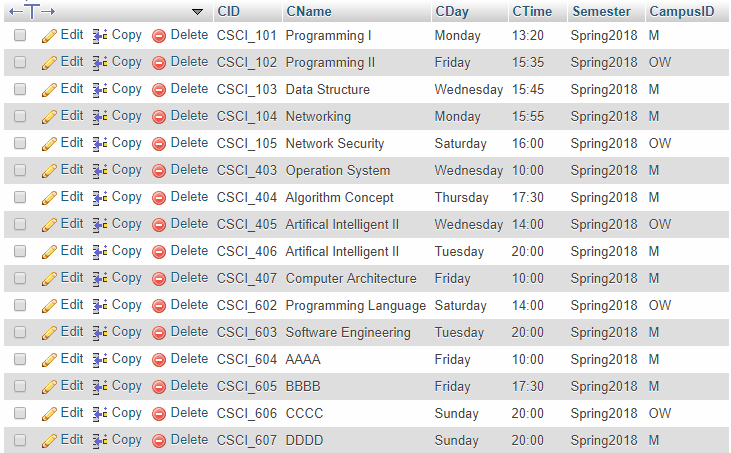 CID CName CDay CTime Semester CampusID
Edit Copy Delete CSCI_101 Programming I Monday 13:20 Spring2018 M
Edit Copy Delete CSCI_102 Programming II Friday 15:35 Spring2018 OW
Edit Copy Delete CSCI_103 Data Structure Wednesday 15:45 Spring2018 M
Edit Copy Delete CSCI_104 Networking Monday 15:55 Spring2018 M
Edit Copy Delete CSCI_105 Network Security Saturday 16:00 Spring2018 OW
Edit Copy Delete CSCI_403 Operation System Wednesday 10:00 Spring2018 M
Edit Copy Delete CSCI_404 Algorithm Concept Thursday 17:30 Spring2018 M
Edit Copy Delete CSCI_405 Artifical Intelligent II Wednesday 14:00 Spring2018 OW
Edit Copy Delete CSCI_406 Artifical Intelligent II Tuesday 20:00 Spring2018 M
Edit Copy Delete CSCI_407 Computer Architecture Friday 10:00 Spring2018 M
Edit Copy Delete CSCI_602 Programming Language Saturday 14:00 Spring2018 OW
Edit Copy Delete CSCI_603 Software Engineering Tuesday 20:00 Spring2018 M
Edit Copy Delete CSCI_604 AAAA Friday 10:00 Spring2018 M
Edit Copy Delete CSCI_605 BBBB Friday 17:30 Spring2018 M
Edit Copy Delete CSCI_606 CCCC Sunday 20:00 Spring2018 OW
Edit Copy Delete CSCI_607 DDDD Sunday 20:00 Spring2018 M